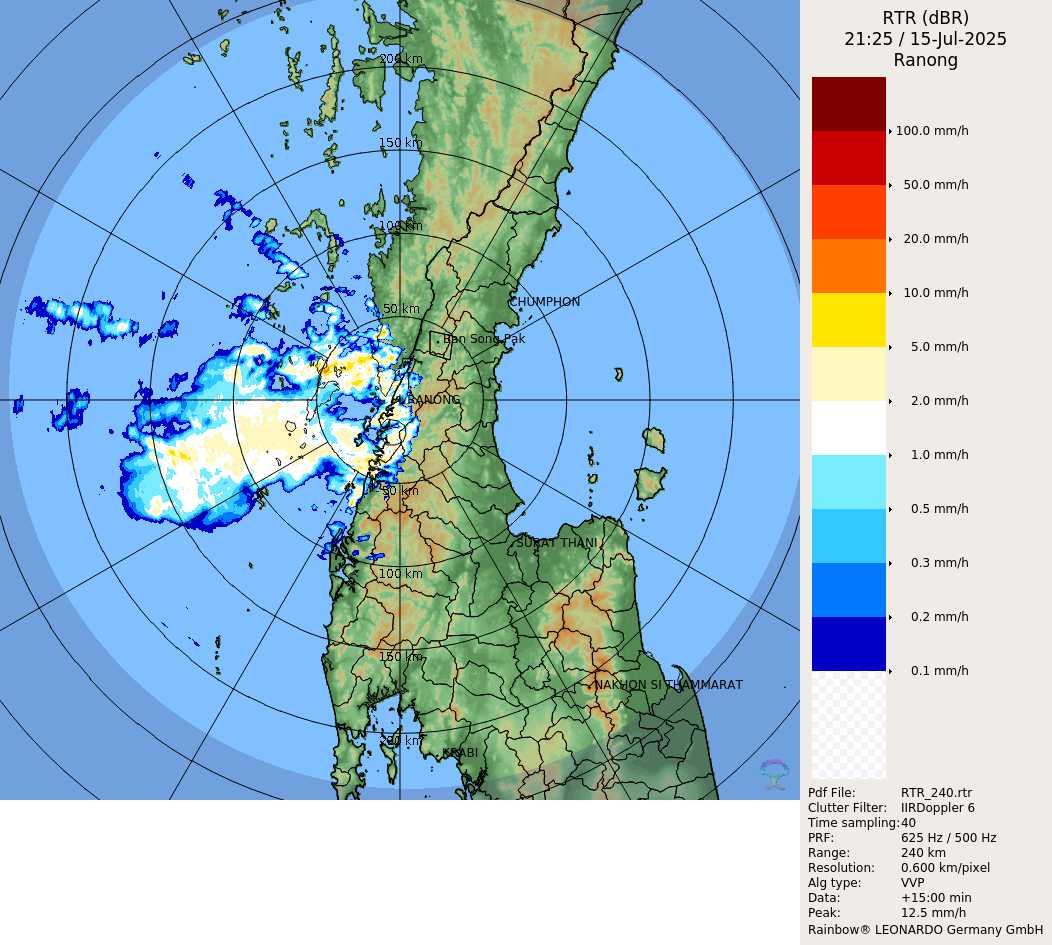 RTR (dBR)
21:25 / 15-Jul-2025
Ranong
200 km
150 km
100 km
50 km
CHUMPHON
Ban Song Pak
RANONG
50 km
SURAT THANI
100 km
150 km
NAKHON SI THAMMARAT
200 km
KRABI
100.0 mm/h
50.0 mm/h
20.0 mm/h
10.0 mm/h
5.0 mm/h
2.0 mm/h
1.0 mm/h
0.5 mm/h
0.3 mm/h
0.2 mm/h
0.1 mm/h
Pdf File: RTR_240.rtr
Clutter Filter: IIRDoppler 6
Time sampling: 40
PRF: 625 Hz / 500 Hz
Range: 240 km
Resolution: 0.600 km/pixel
Alg type: VVP
Data: +15:00 min
Peak: 12.5 mm/h
Rainbow® LEONARDO Germany GmbH